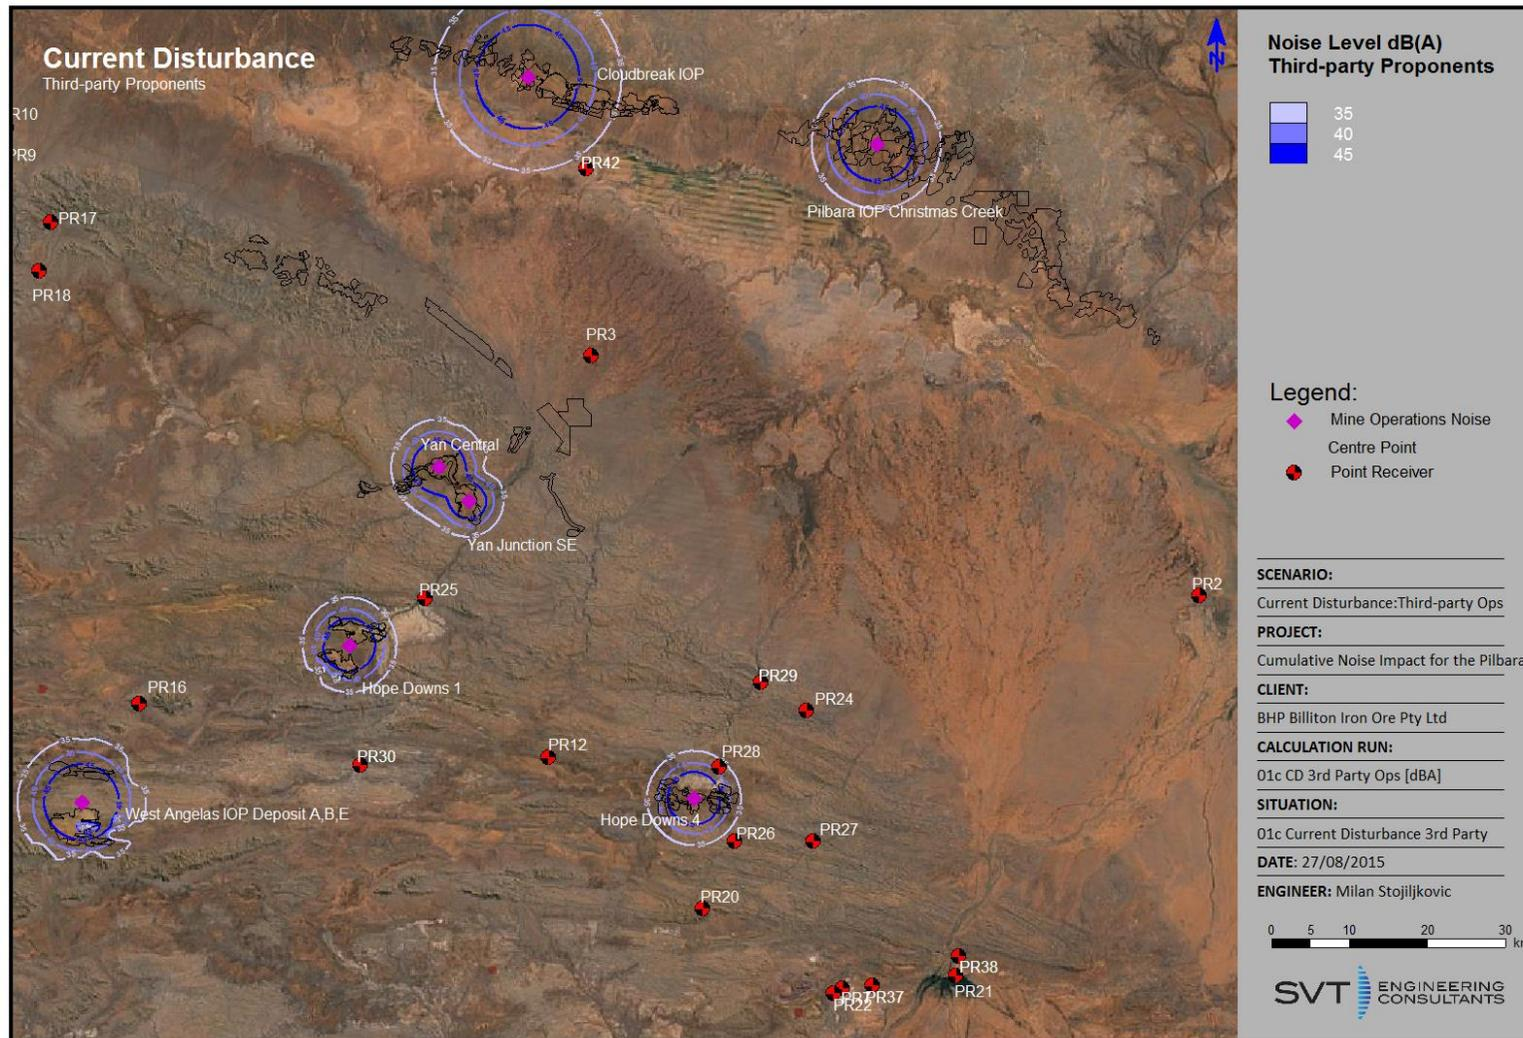 Current Disturbance
Third-party Proponents
Cloudbreak IOP
R10
PR9
PR42
PR17
Pilbara IOP Christmas Creek
PR18
PR3
Yan Central
Yan Junction SE
PR25
PR2
Hope Downs 1
PR16
PR29
PR24
PR30
PR12
PR28
West Angelas IOP Deposit A,B,E
Hope Downs 4
PR26
PR27
PR20
PR38
PR21
PR7
PR37
PR22
N
Noise Level dB(A)
Third-party Proponents
35
40
45
Legend:
Mine Operations Noise
Centre Point
Point Receiver
SCENARIO:
Current Disturbance:Third-party Ops
PROJECT:
Cumulative Noise Impact for the Pilbara
CLIENT:
BHP Billiton Iron Ore Pty Ltd
CALCULATION RUN:
01c CD 3rd Party Ops [dBA]
SITUATION:
01c Current Disturbance 3rd Party
DATE: 27/08/2015
ENGINEER: Milan Stojiljkovic
0 5 10 20 30
km
SVT ENGINEERING
CONSULTANTS